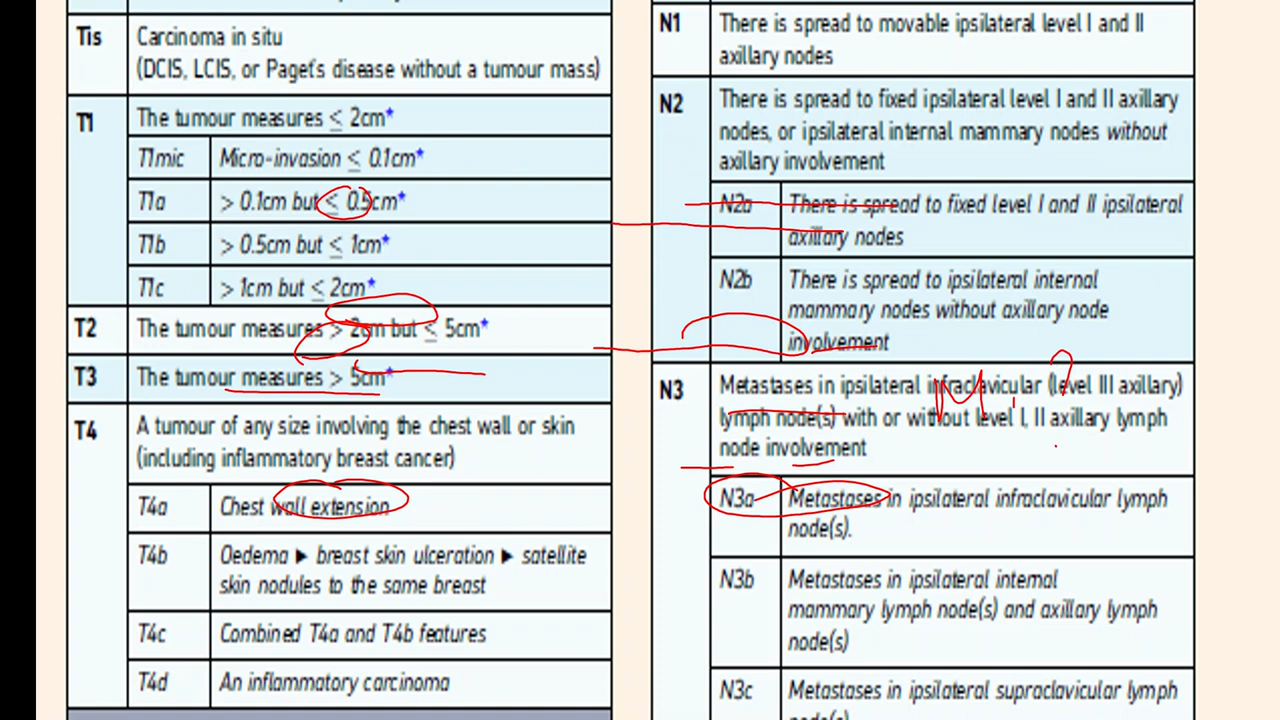 Tis
Carcinoma in situ
(DCIS, LCIS, or Paget's disease without a tumour mass)
T1
The tumour measures ≤ 2cm*
T1mic
Micro-invasion ≤ 0.1cm*
T1a
> 0.1cm but ≤ 0.5cm*
T1b
> 0.5cm but ≤ 1cm*
T1c
> 1cm but ≤ 2cm*
T2
The tumour measures > 2cm but ≤ 5cm*
T3
The tumour measures > 5cm*
T4
A tumour of any size involving the chest wall or skin
(including inflammatory breast cancer)
T4a
Chest wall extension
T4b
Oedema ▶ breast skin ulceration ▶ satellite
skin nodules to the same breast
T4c
Combined T4a and T4b features
T4d
An inflammatory carcinoma
N1
There is spread to movable ipsilateral level I and II
axillary nodes
N2
There is spread to fixed ipsilateral level I and II axillary
nodes, or ipsilateral internal mammary nodes without
axillary involvement
N2a
There is spread to fixed level I and II ipsilateral
axillary nodes
N2b
There is spread to ipsilateral internal
mammary nodes without axillary node
involvement
N3
Metastases in ipsilateral infraclavicular (level III axillary)
lymph node(s) with or without level I, II axillary lymph
node involvement
M1?
N3a
Metastases in ipsilateral infraclavicular lymph
node(s).
N3b
Metastases in ipsilateral internal
mammary lymph node(s) and axillary lymph
node(s)
N3c
Metastases in ipsilateral supraclavicular lymph